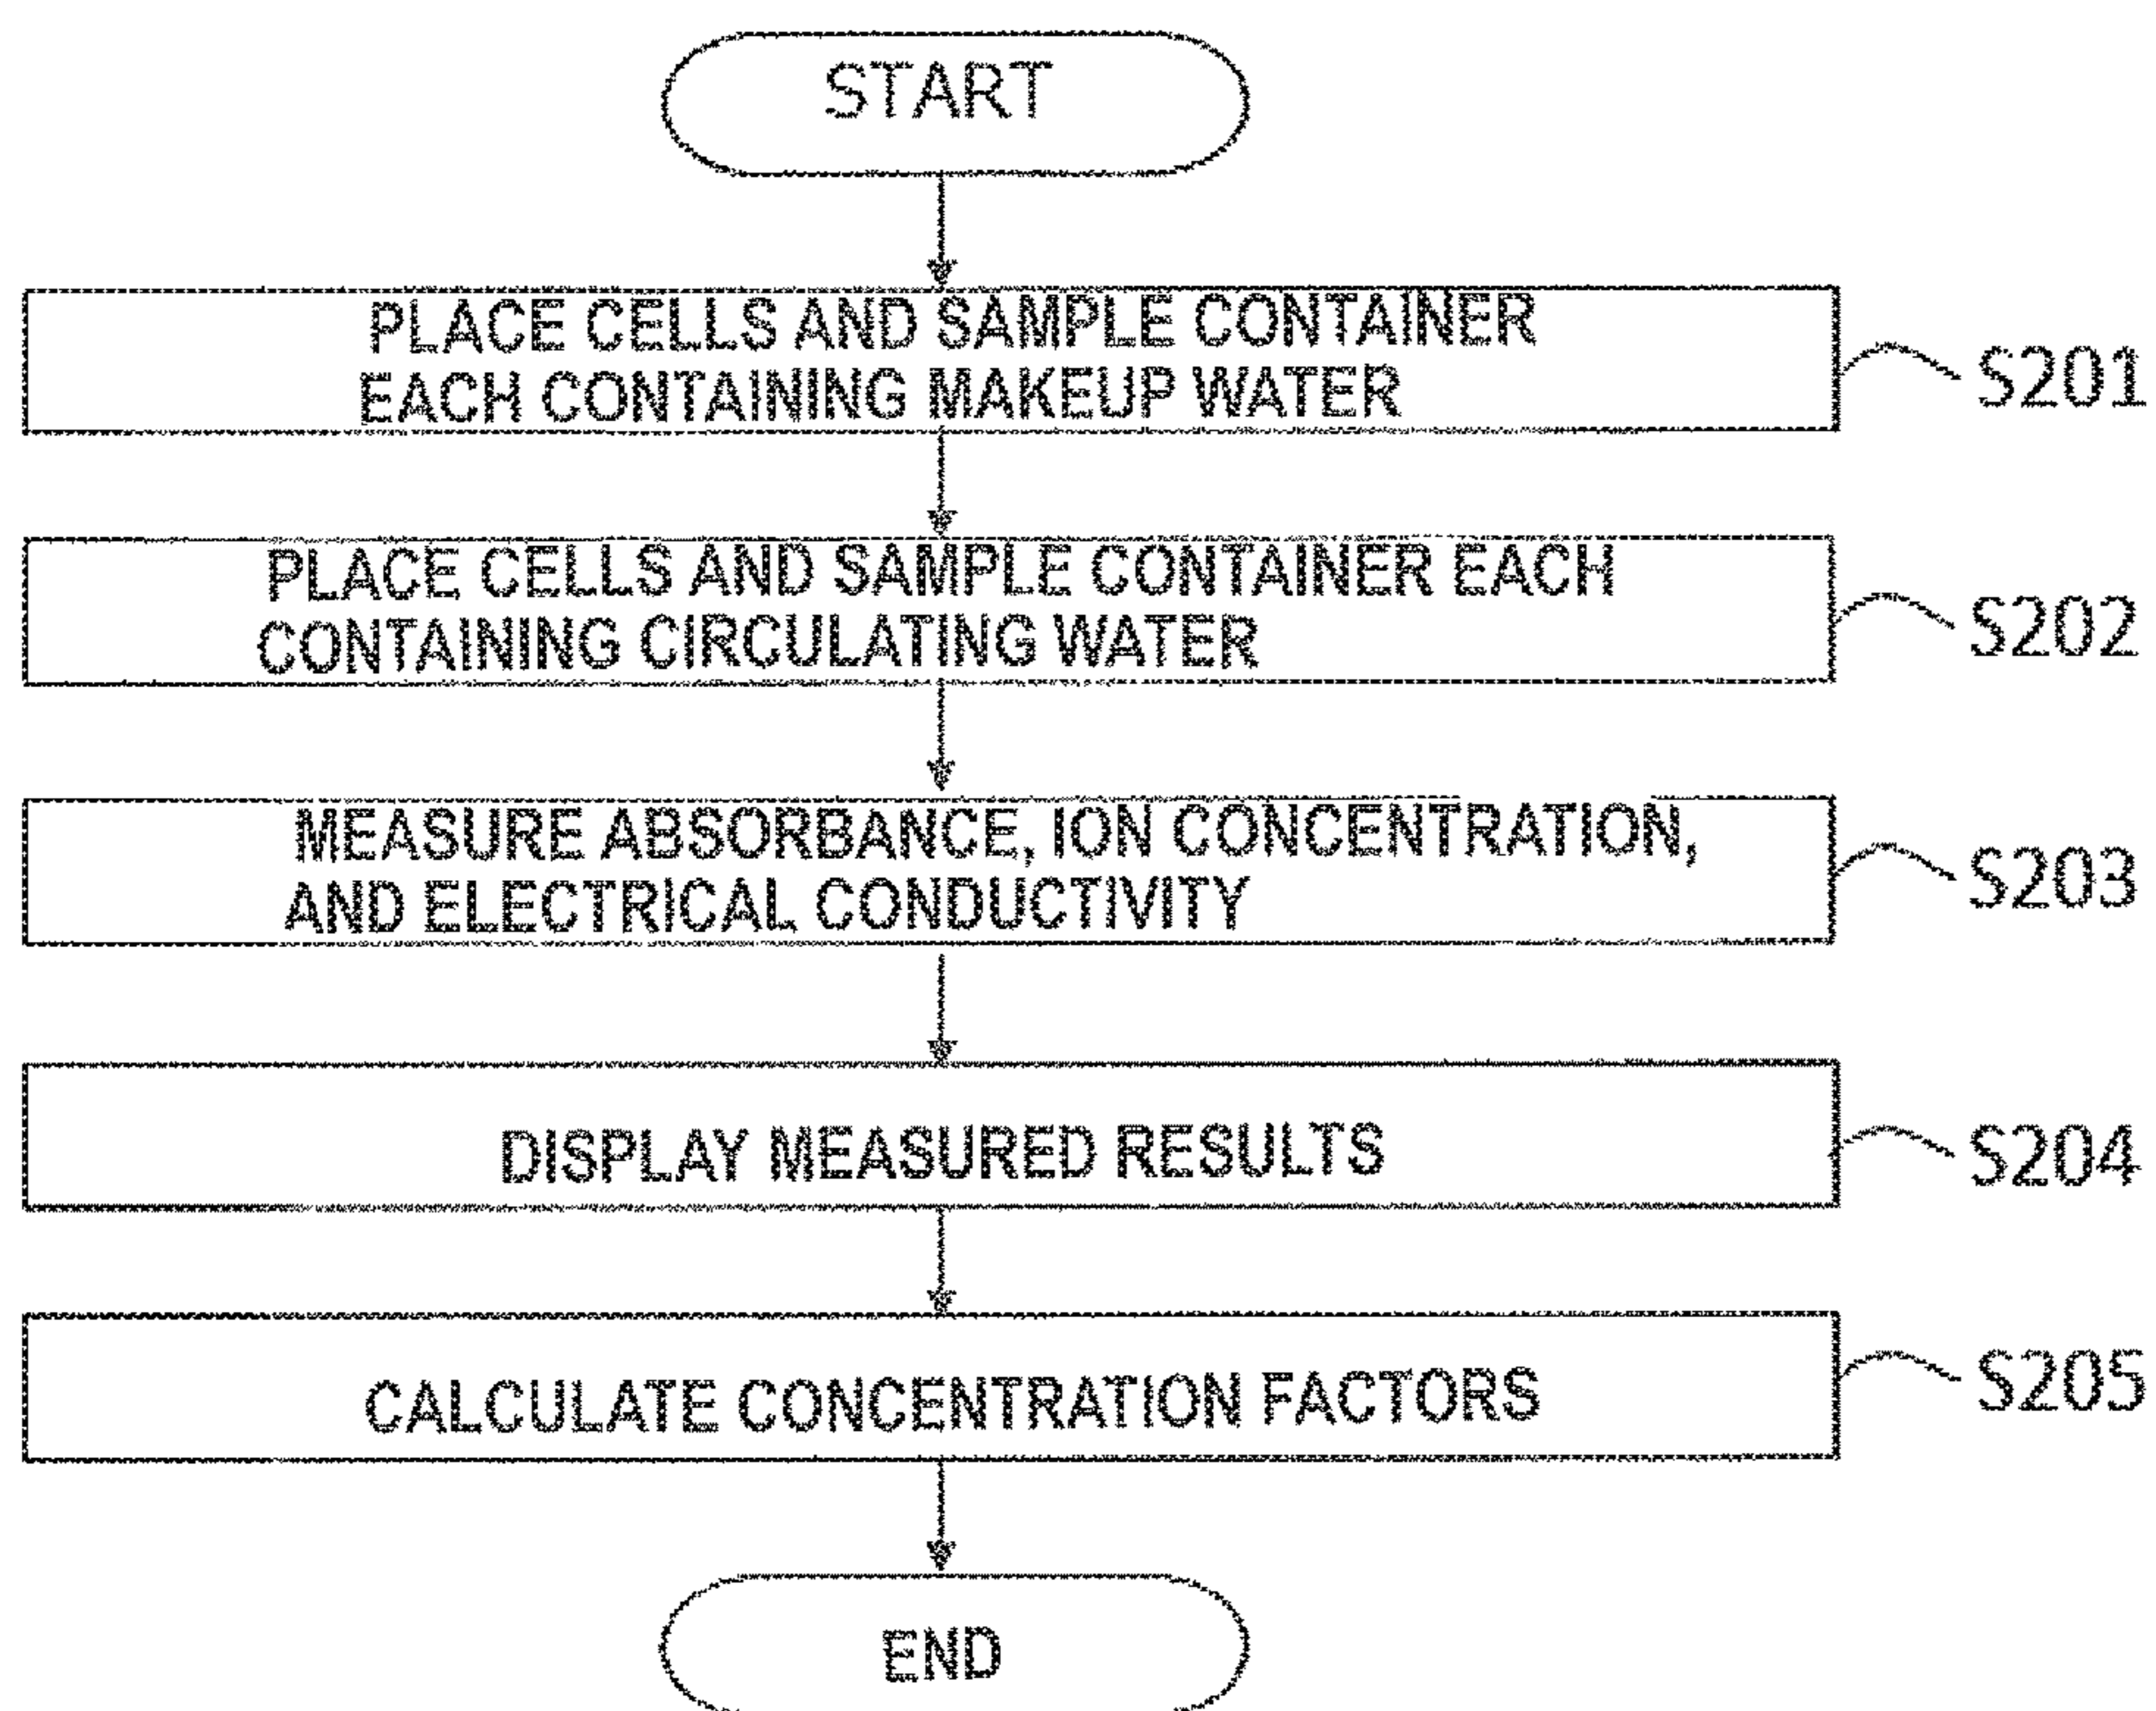 START
PLACE CELLS AND SAMPLE CONTAINER
EACH CONTAINING MAKEUP WATER
S201
PLACE CELLS AND SAMPLE CONTAINER EACH
CONTAINING CIRCULATING WATER
S202
MEASURE ABSORBANCE, ION CONCENTRATION,
AND ELECTRICAL CONDUCTIVITY
S203
DISPLAY MEASURED RESULTS
S204
CALCULATE CONCENTRATION FACTORS
S205
END